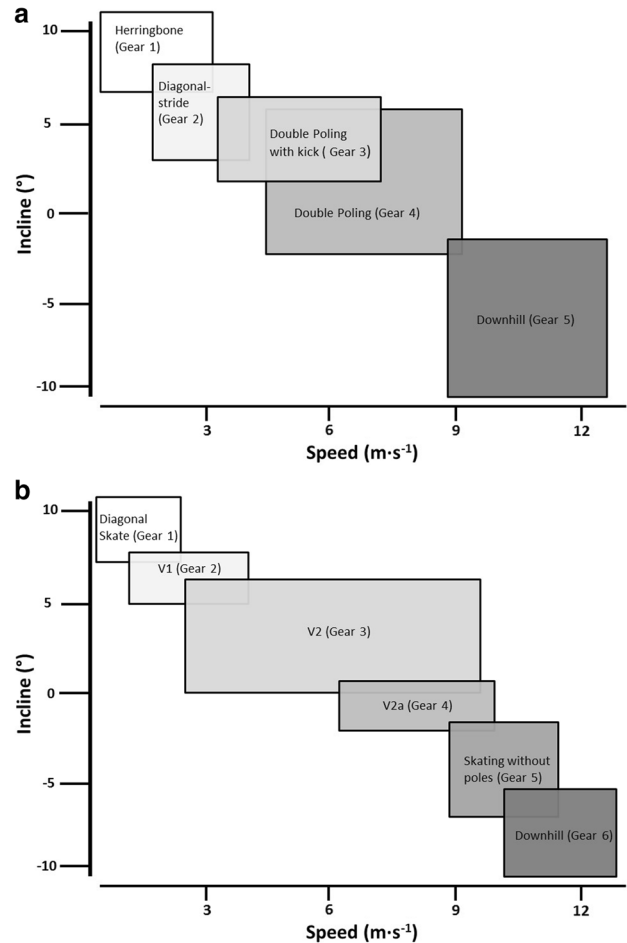 a
10
5
0
-5
-10
Incline (°)
Herringbone
(Gear 1)
Diagonal-
stride
(Gear 2)
Double Poling
with kick ( Gear 3)
Double Poling (Gear 4)
Downhill (Gear 5)
3 6 9 12
Speed (m·s-1)
b
10
5
0
-5
-10
Incline (°)
Diagonal
Skate (Gear 1)
V1 (Gear 2)
V2 (Gear 3)
V2a (Gear 4)
Skating without
poles (Gear 5)
Downhill (Gear 6)
3 6 9 12
Speed (m·s-1)